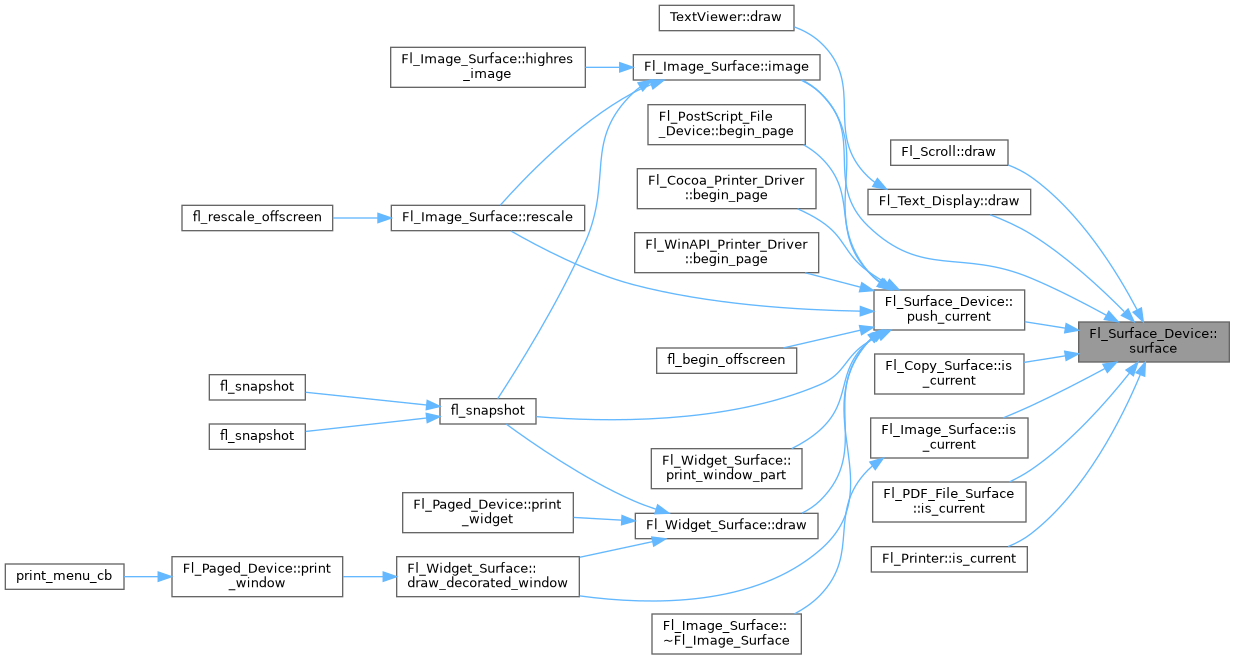 TextViewer::draw
Fl_Image_Surface::highres
_image
Fl_Image_Surface::image
Fl_PostScript_File
_Device::begin_page
Fl_Scroll::draw
Fl_Cocoa_Printer_Driver
::begin_page
Fl_Text_Display::draw
fl_rescale_offscreen
Fl_Image_Surface::rescale
Fl_WinAPI_Printer_Driver
::begin_page
Fl_Surface_Device::
push_current
Fl_Surface_Device::
surface
fl_begin_offscreen
Fl_Copy_Surface::is
_current
fl_snapshot
fl_snapshot
fl_snapshot
Fl_Image_Surface::is
_current
Fl_Widget_Surface::
print_window_part
Fl_PDF_File_Surface
::is_current
Fl_Paged_Device::print
_widget
Fl_Widget_Surface::draw
Fl_Printer::is_current
print_menu_cb
Fl_Paged_Device::print
_window
Fl_Widget_Surface::
draw_decorated_window
Fl_Image_Surface::
~Fl_Image_Surface